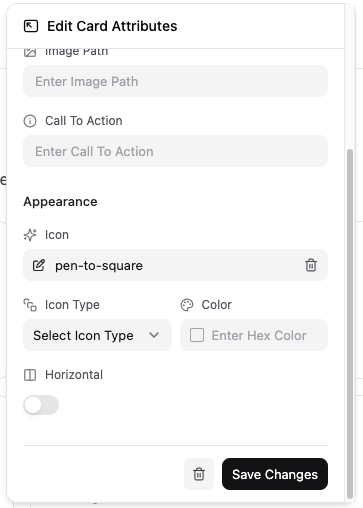 Edit Card Attributes
Image Path
Enter Image Path
Call To Action
Enter Call To Action
Appearance
Icon
pen-to-square
Icon Type
Color
Select Icon Type
Enter Hex Color
Horizontal
Save Changes